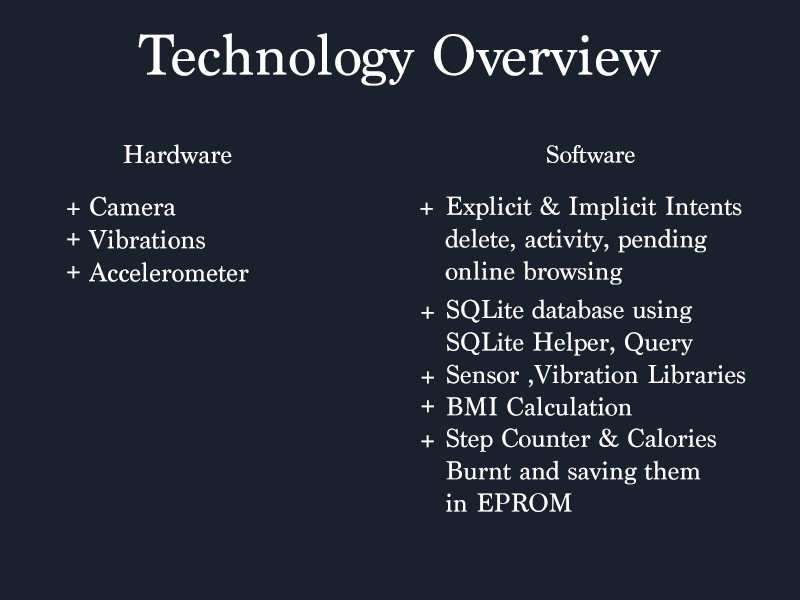 Technology Overview
Hardware
+ Camera
+ Vibrations
+ Accelerometer
Software
+ Explicit & Implicit Intents
delete, activity, pending
online browsing
+ SQLite database using
SQLite Helper, Query
+ Sensor ,Vibration Libraries
+ BMI Calculation
+ Step Counter & Calories
Burnt and saving them
in EPROM